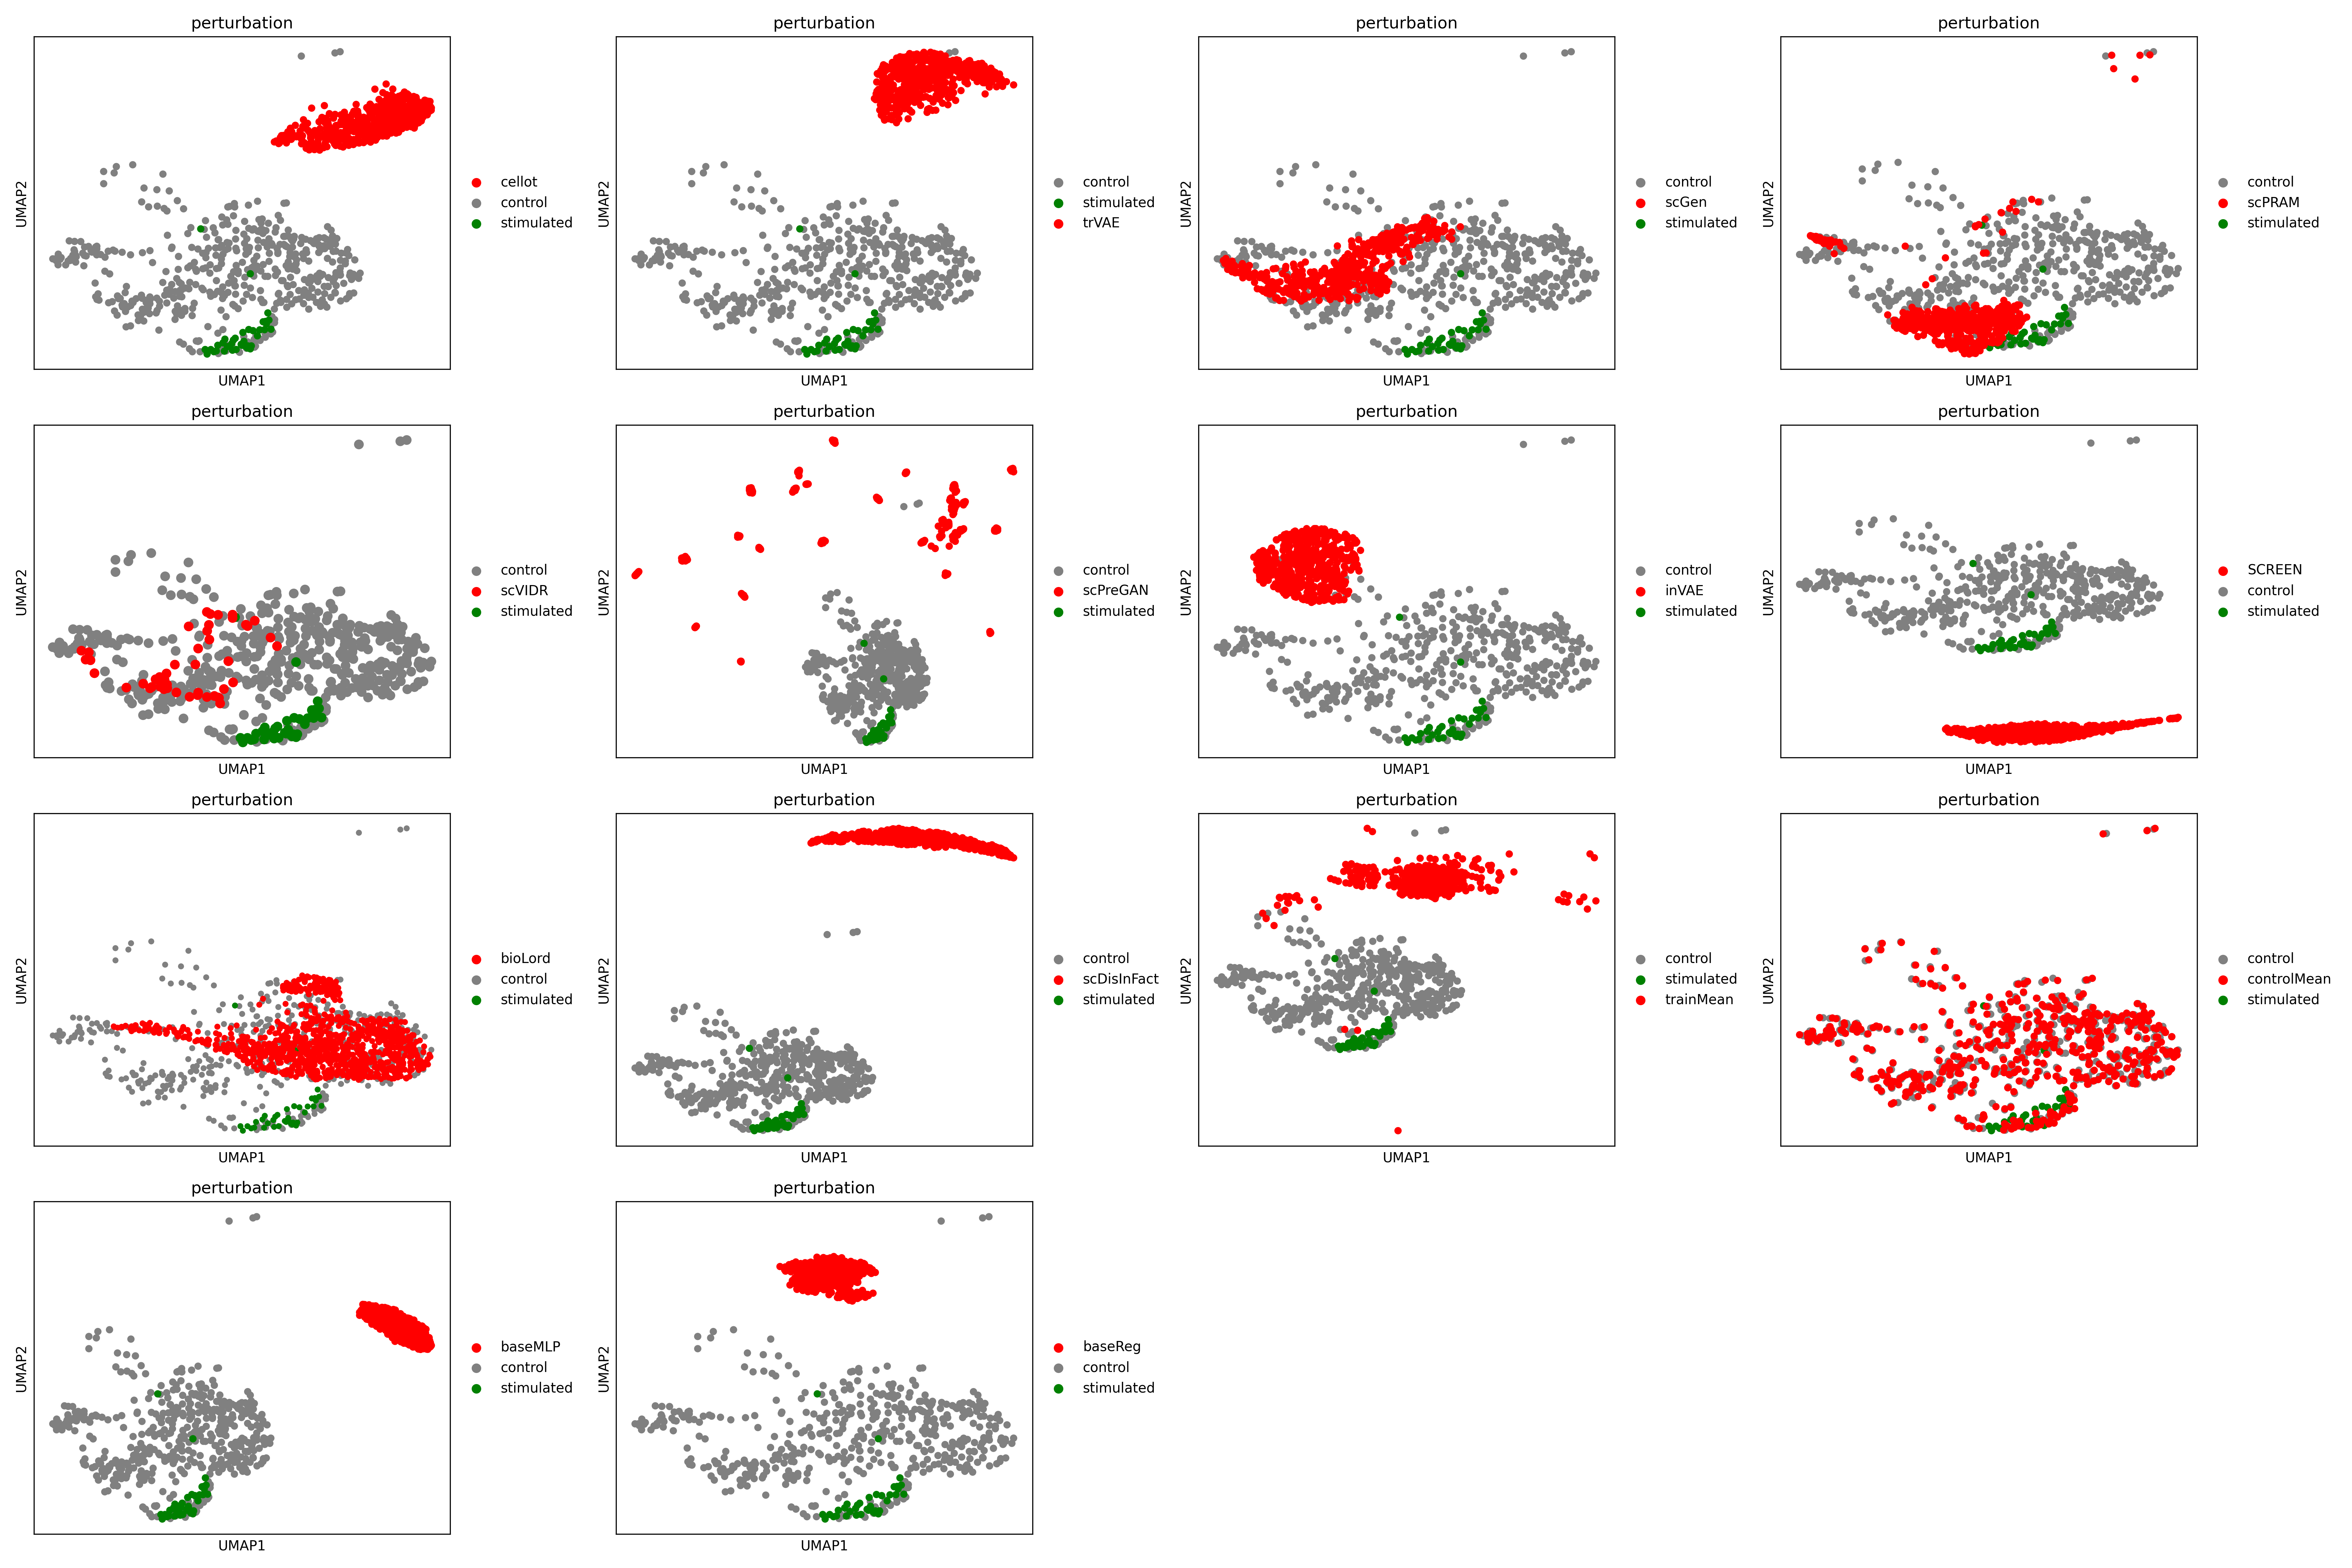 perturbation
UMAP2
cellot
control
stimulated
UMAP1
perturbation
UMAP2
control
stimulated
trVAE
UMAP1
perturbation
UMAP2
control
scGen
stimulated
UMAP1
perturbation
UMAP2
control
scPRAM
stimulated
UMAP1
perturbation
UMAP2
control
scVIDR
stimulated
UMAP1
perturbation
UMAP2
control
scPreGAN
stimulated
UMAP1
perturbation
UMAP2
control
inVAE
stimulated
UMAP1
perturbation
UMAP2
SCREEN
control
stimulated
UMAP1
perturbation
UMAP2
bioLord
control
stimulated
UMAP1
perturbation
UMAP2
control
scDisInFact
stimulated
UMAP1
perturbation
UMAP2
control
stimulated
trainMean
UMAP1
perturbation
UMAP2
control
controlMean
stimulated
UMAP1
perturbation
UMAP2
baseMLP
control
stimulated
UMAP1
perturbation
UMAP2
baseReg
control
stimulated
UMAP1